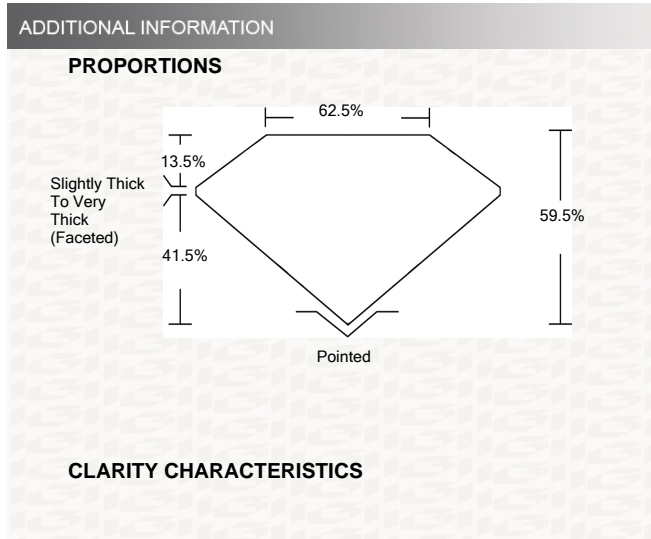 ADDITIONAL INFORMATION
PROPORTIONS
62.5%
13.5%
Slightly Thick
To Very
Thick
(Faceted)
59.5%
41.5%
Pointed
CLARITY CHARACTERISTICS